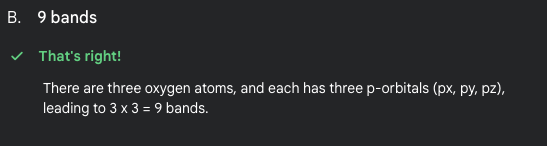 B. 9 bands
That's right!
There are three oxygen atoms, and each has three p-orbitals (px, py, pz),
leading to 3 x 3 = 9 bands.